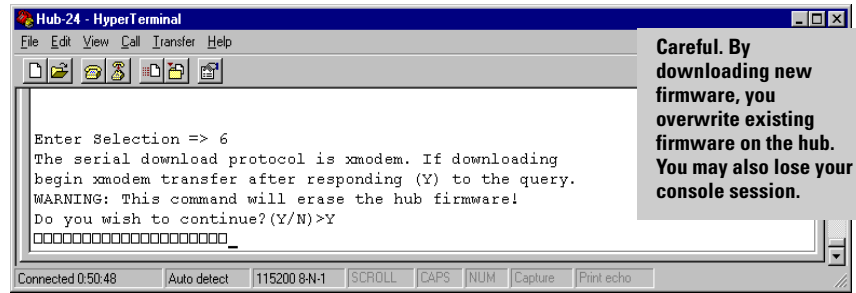 Hub-24 - HyperTerminal
File Edit View Call Transfer Help
Enter Selection => 6
The serial download protocol is xmodem. If downloading
begin xmodem transfer after responding (Y) to the query.
WARNING: This command will erase the hub firmware!
Do you wish to continue?(Y/N)>Y
□□□□□□□□□□□□□□□□□□□□_
Connected 0:50:48 Auto detect 115200 8-N-1 SCROLL CAPS NUM Capture Print echo
Careful. By
downloading new
firmware, you
overwrite existing
firmware on the hub.
You may also lose your
console session.